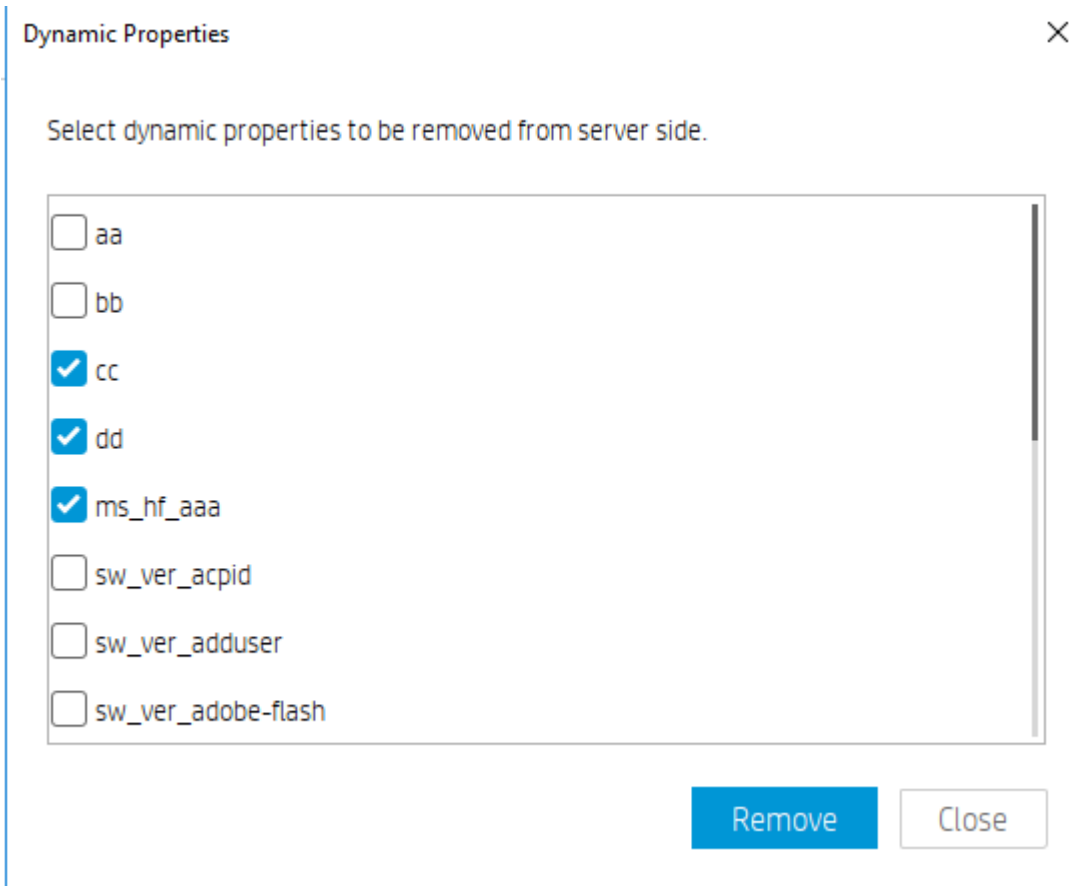 Dynamic Properties
Select dynamic properties to be removed from server side.
aa
bb
cc
dd
ms_hf_aaa
sw_ver_acpid
sw_ver_adduser
sw_ver_adobe-flash
Remove
Close